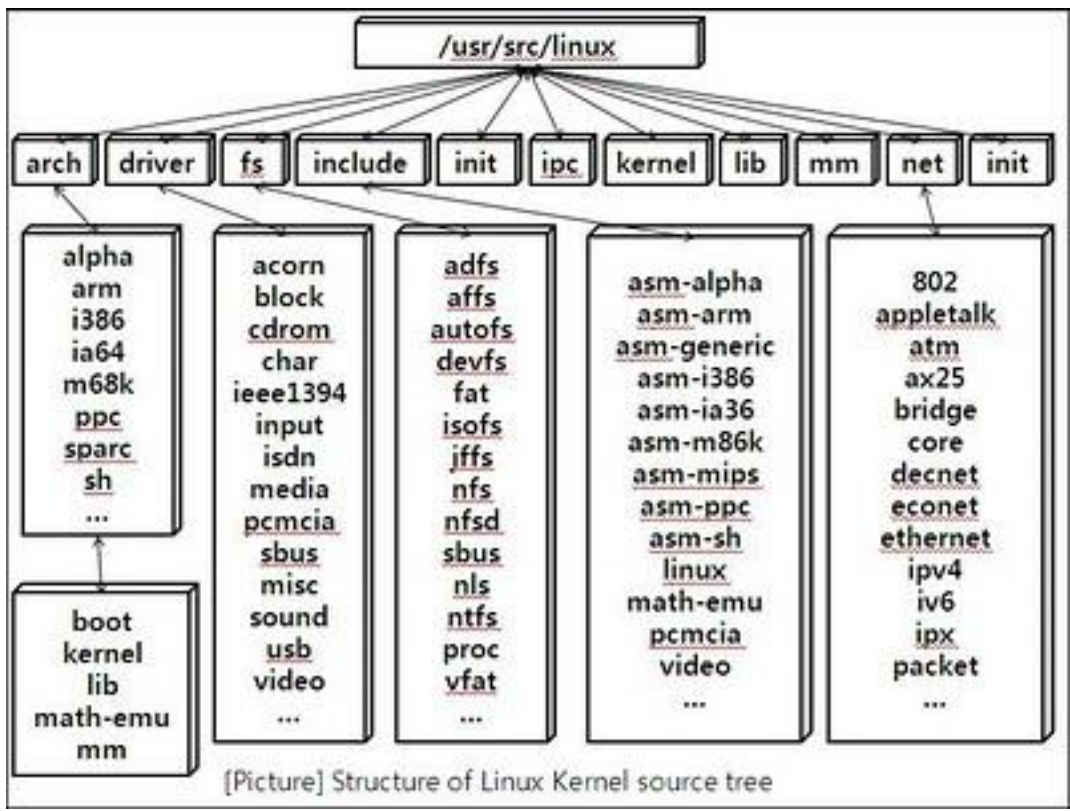 /usr/src/linux
arch driver fs include init ipc kernel lib mm net init
alpha
arm
i386
ia64
m68k
ppc
sparc
sh
...
boot
kernel
lib
math-emu
mm
acorn
block
cdrom
char
ieee1394
input
isdn
media
pcmcia
sbus
misc
sound
usb
video
...
adfs
affs
autofs
devfs
fat
isofs
jffs
nfs
nfsd
sbus
nls
ntfs
proc
vfat
...
asm-alpha
asm-arm
asm-generic
asm-i386
asm-ia36
asm-m86k
asm-mips
asm-ppc
asm-sh
linux
math-emu
pcmcia
video
...
802
appletalk
atm
ax25
bridge
core
decnet
econet
ethernet
ipv4
iv6
ipx
packet
...
[Picture] Structure of Linux Kernel source tree